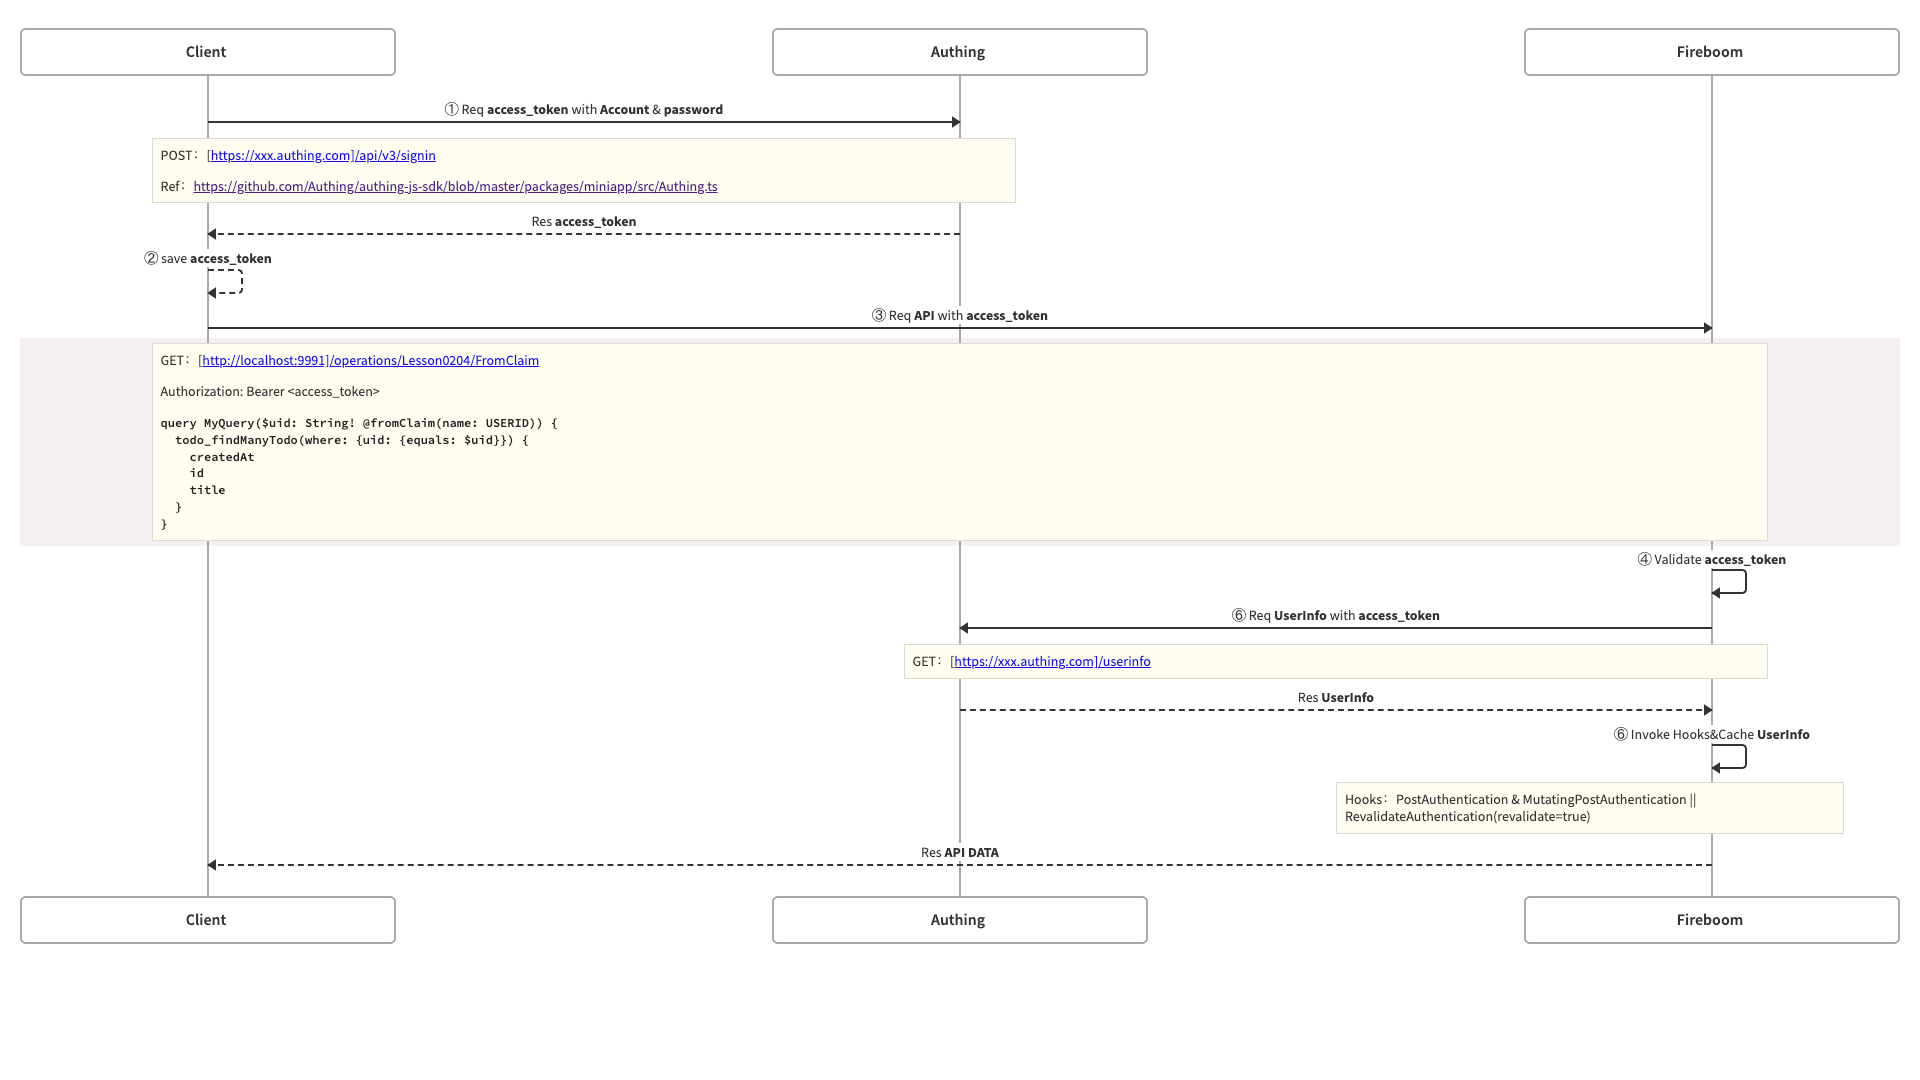 Client
Authing
Fireboom
① Req access_token with Account & password
POST： [https://xxx.authing.com]/api/v3/signin
Ref： https://github.com/Authing/authing-js-sdk/blob/master/packages/miniapp/src/Authing.ts
Res access_token
② save access_token
③ Req API with access_token
GET： [http://localhost:9991]/operations/Lesson0204/FromClaim
Authorization: Bearer <access_token>
query MyQuery($uid: String! @fromClaim(name: USERID)) {
  todo_findManyTodo(where: {uid: {equals: $uid}}) {
    createdAt
    id
    title
  }
}
④ Validate access_token
⑥ Req UserInfo with access_token
GET： [https://xxx.authing.com]/userinfo
Res UserInfo
⑥ Invoke Hooks&Cache UserInfo
Hooks： PostAuthentication & MutatingPostAuthentication ||
RevalidateAuthentication(revalidate=true)
Res API DATA
Client
Authing
Fireboom